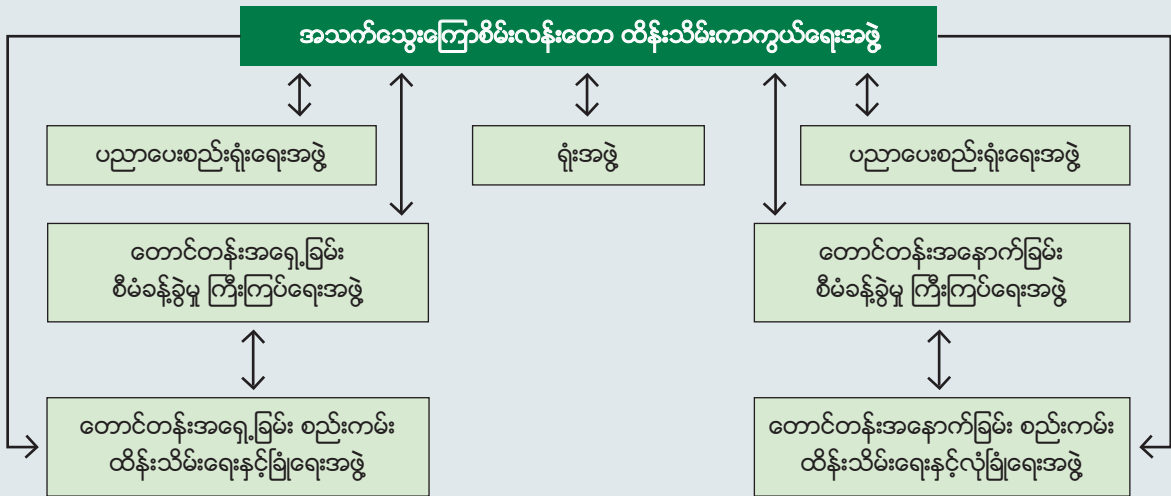 အသက်သွေးကြောစိမ်းလန်းတော ထိန်းသိမ်းကာကွယ်ရေးအဖွဲ့
ပညာပေးစည်းရုံးရေးအဖွဲ့
ရုံးအဖွဲ့
ပညာပေးစည်းရုံးရေးအဖွဲ့
တောင်တန်းအရှေ့ခြမ်း
စီမံခန့်ခွဲမှု ကြီးကြပ်ရေးအဖွဲ့
တောင်တန်းအနောက်ခြမ်း
စီမံခန့်ခွဲမှု ကြီးကြပ်ရေးအဖွဲ့
တောင်တန်းအရှေ့ခြမ်း စည်းကမ်း
ထိန်းသိမ်းရေးနှင့်ခြုံရေးအဖွဲ့
တောင်တန်းအနောက်ခြမ်း စည်းကမ်း
ထိန်းသိမ်းရေးနှင့်လုံခြုံရေးအဖွဲ့